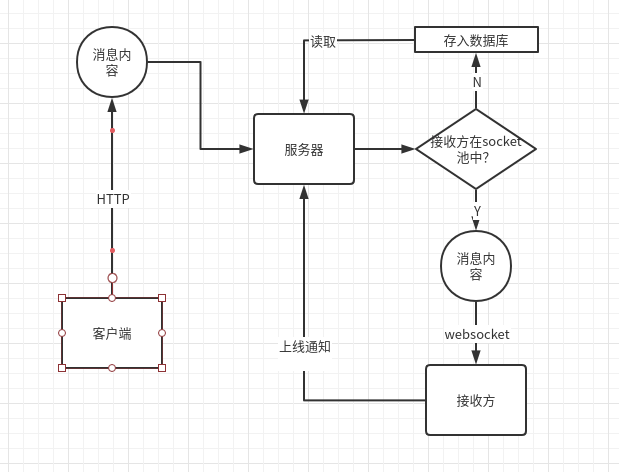 消息内
容
读取
存入数据库
N
服务器
接收方在socket
池中?
HTTP
Y
消息内
容
客户端
上线通知
websocket
接收方